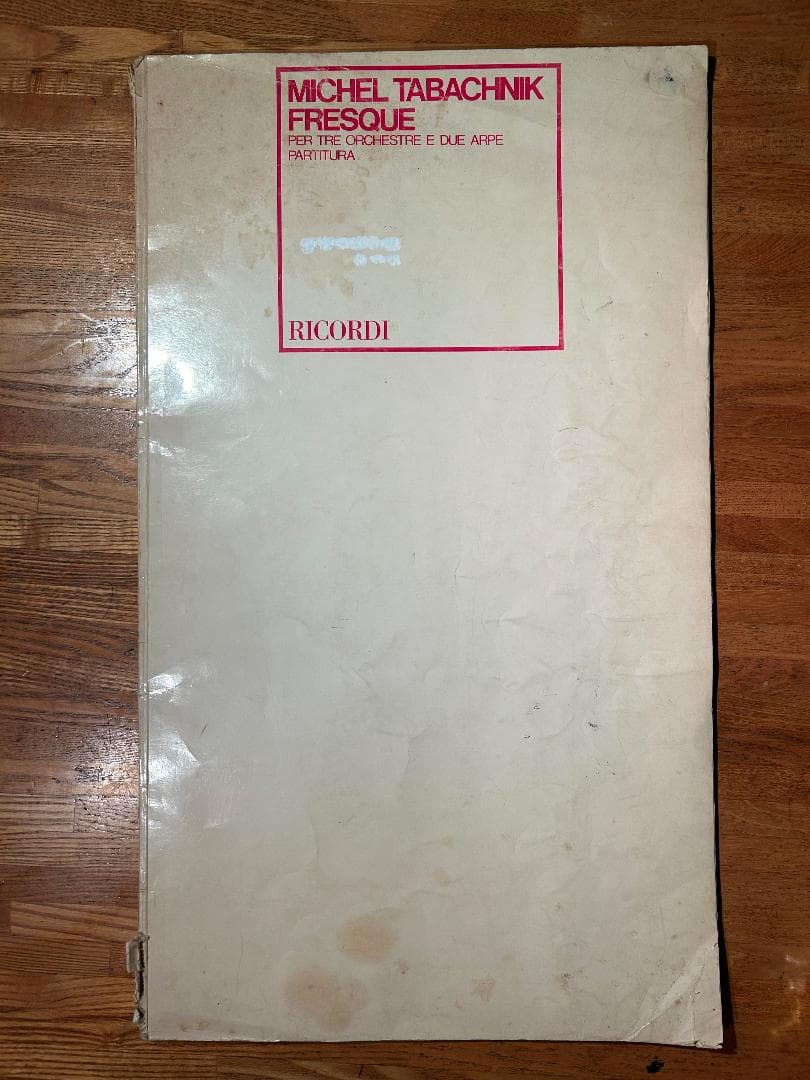 MICHEL TABACHNIK
FRESQUE
PER TRE ORCHESTRE E DUE ARPE
PARTITURA
RICORDI